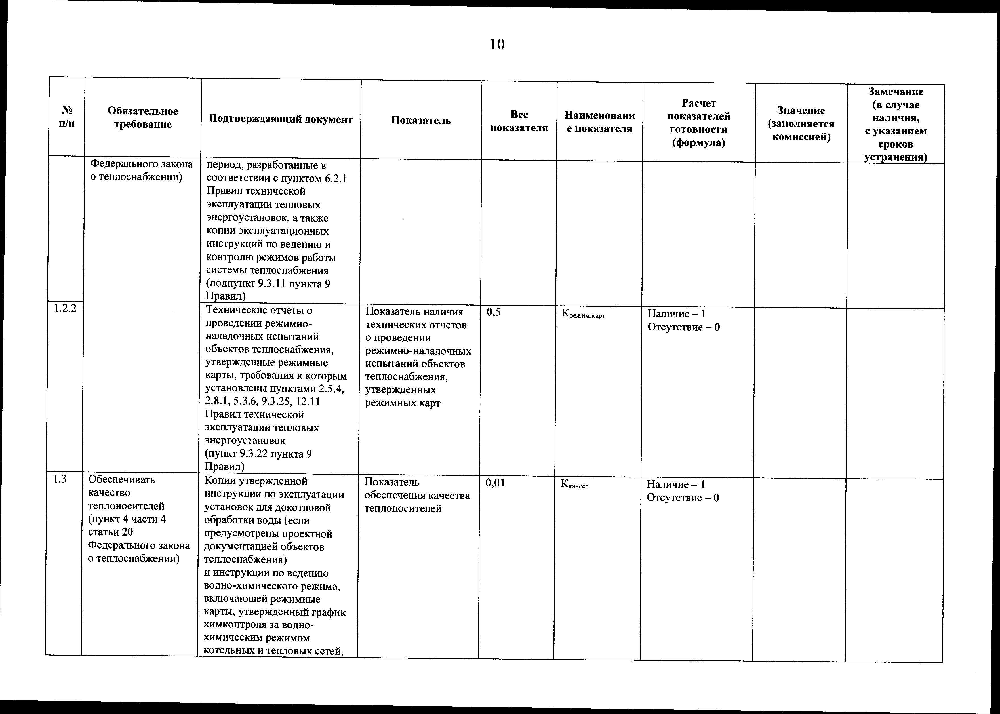 10
№
п/п
Обязательное
требование
Подтверждающий документ
Показатель
Вес
показателя
Наименовани
е показателя
Расчет
показателей
готовности
(формула)
Значение
(заполняется
комиссией)
Замечание
(в случае
наличия,
с указанием
сроков
устранения)
Федерального закона
о теплоснабжении)
период, разработанные в
соответствии с пунктом 6.2.1
Правил технической
эксплуатации тепловых
энергоустановок, а также
копии эксплуатационных
инструкций по ведению и
контролю режимов работы
системы теплоснабжения
(подпункт 9.3.11 пункта 9
Правил)
1.2.2
Технические отчеты о
проведении режимно-
наладочных испытаний
объектов теплоснабжения,
утвержденные режимные
карты, требования к которым
установлены пунктами 2.5.4,
2.8.1, 5.3.6, 9.3.25, 12.11
Правил технической
эксплуатации тепловых
энергоустановок
(пункт 9.3.22 пункта 9
Правил)
Показатель наличия
технических отчетов
о проведении
режимно-наладочных
испытаний объектов
теплоснабжения,
утвержденных
режимных карт
0,5
Крежим.карт
Наличие – 1
Отсутствие – 0
1.3
Обеспечивать
качество
теплоносителей
(пункт 4 части 4
статьи 20
Федерального закона
о теплоснабжении)
Копии утвержденной
инструкции по эксплуатации
установок для докотловой
обработки воды (если
предусмотрены проектной
документацией объектов
теплоснабжения)
и инструкции по ведению
водно-химического режима,
включающей режимные
карты, утвержденный график
химконтроля за водно-
химическим режимом
котельных и тепловых сетей,
Показатель
обеспечения качества
теплоносителей
0,01
Ккачест
Наличие – 1
Отсутствие – 0